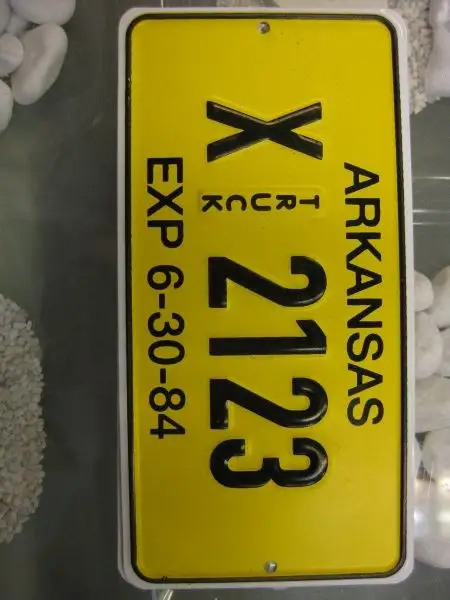 ARKANSAS
X TRUCK 2123
EXP 6-30-84